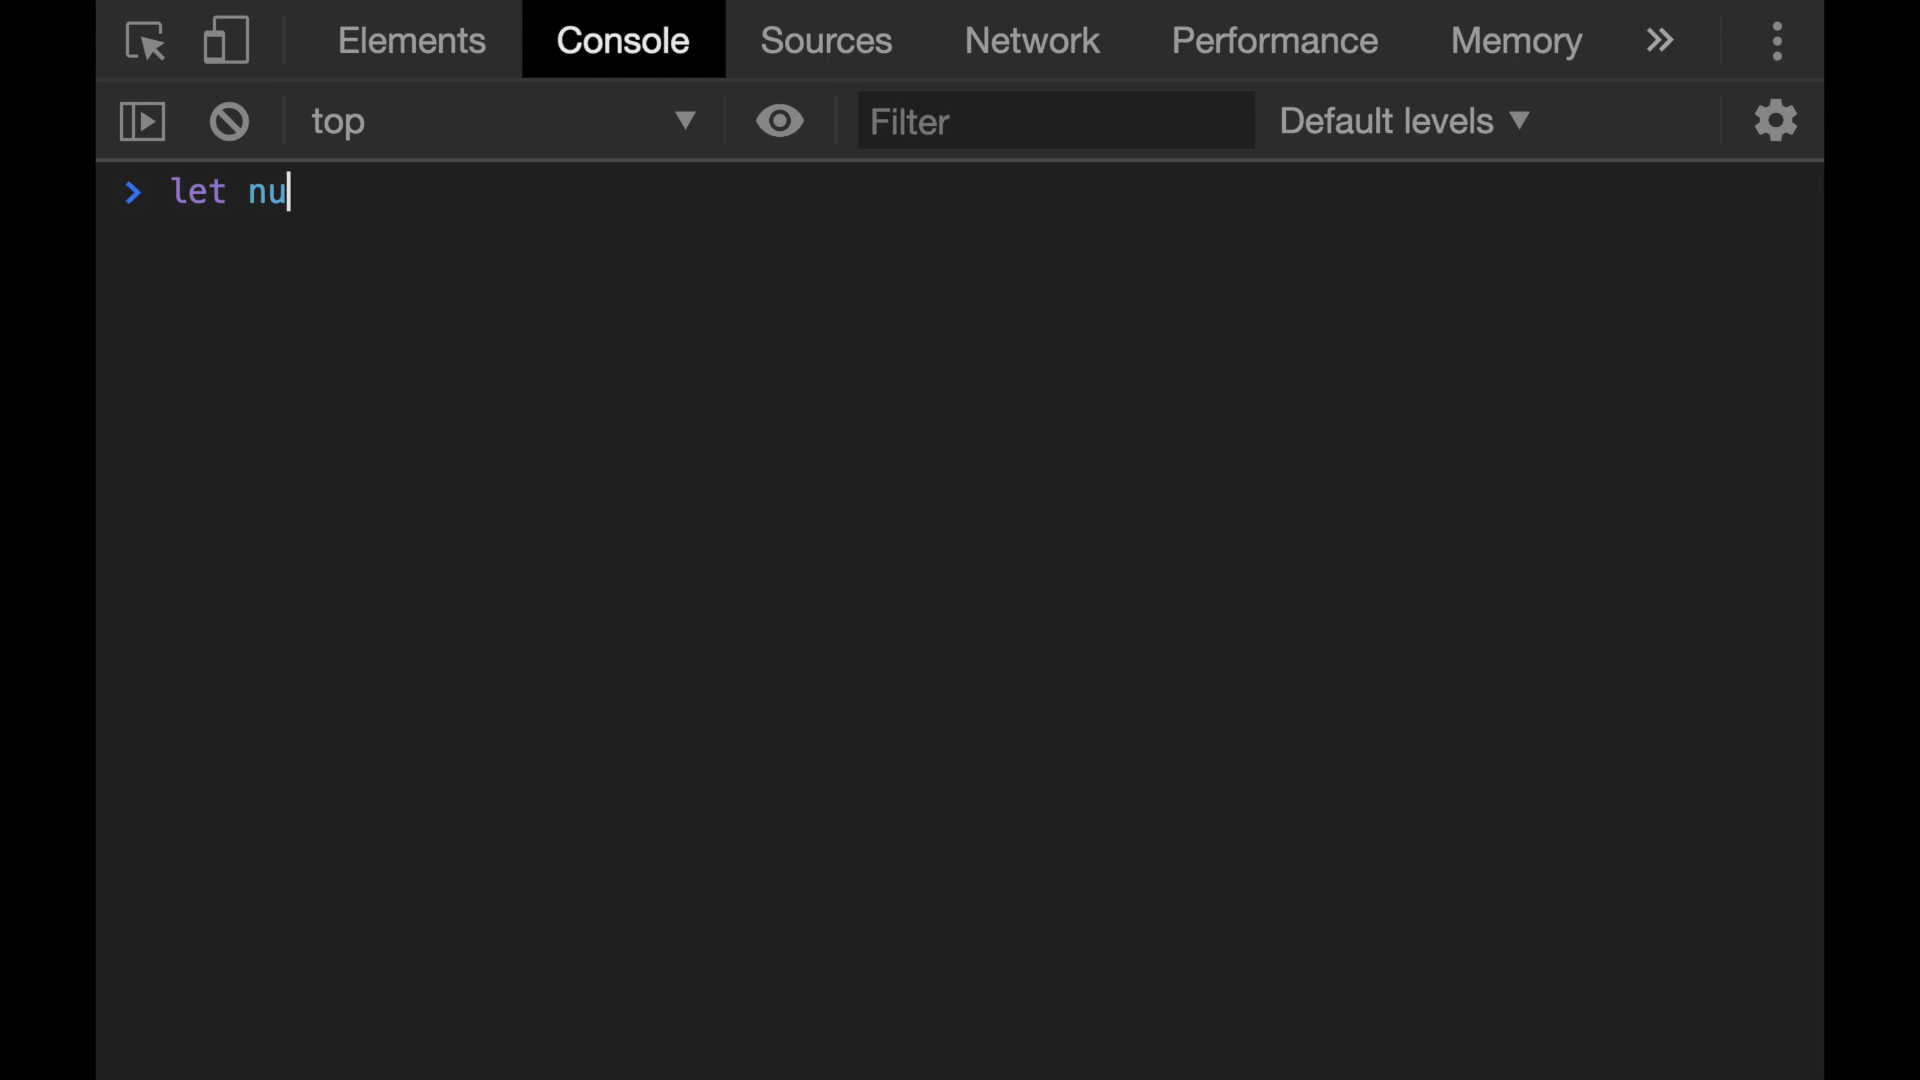 Elements Console Sources Network Performance Memory
top Filter Default levels
let nu